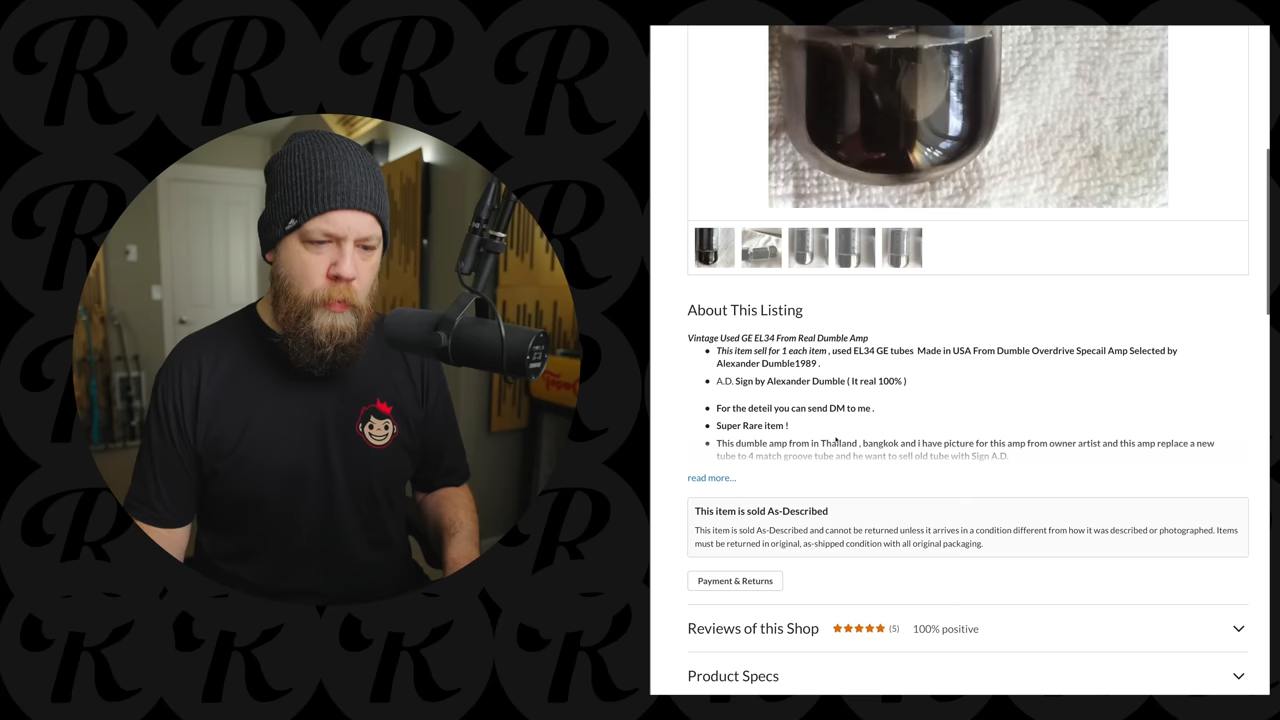 About This Listing
Vintage Used GE EL34 From Real Dumble Amp
This item sell for 1 each item , used EL34 GE tubes Made in USA From Dumble Overdrive Specail Amp Selected by
Alexander Dumble1989 .
A.D. Sign by Alexander Dumble ( It real 100% )
For the deteil you can send DM to me .
Super Rare item !
This dumble amp from in Thailand , bangkok and i have picture for this amp from owner artist and this amp replace a new
tube to 4 match groove tube and he want to sell old tube with Sign A.D.
read more...
This item is sold As-Described
This item is sold As-Described and cannot be returned unless it arrives in a condition different from how it was described or photographed. Items
must be returned in original, as-shipped condition with all original packaging.
Payment & Returns
Reviews of this Shop (5) 100% positive
Product Specs